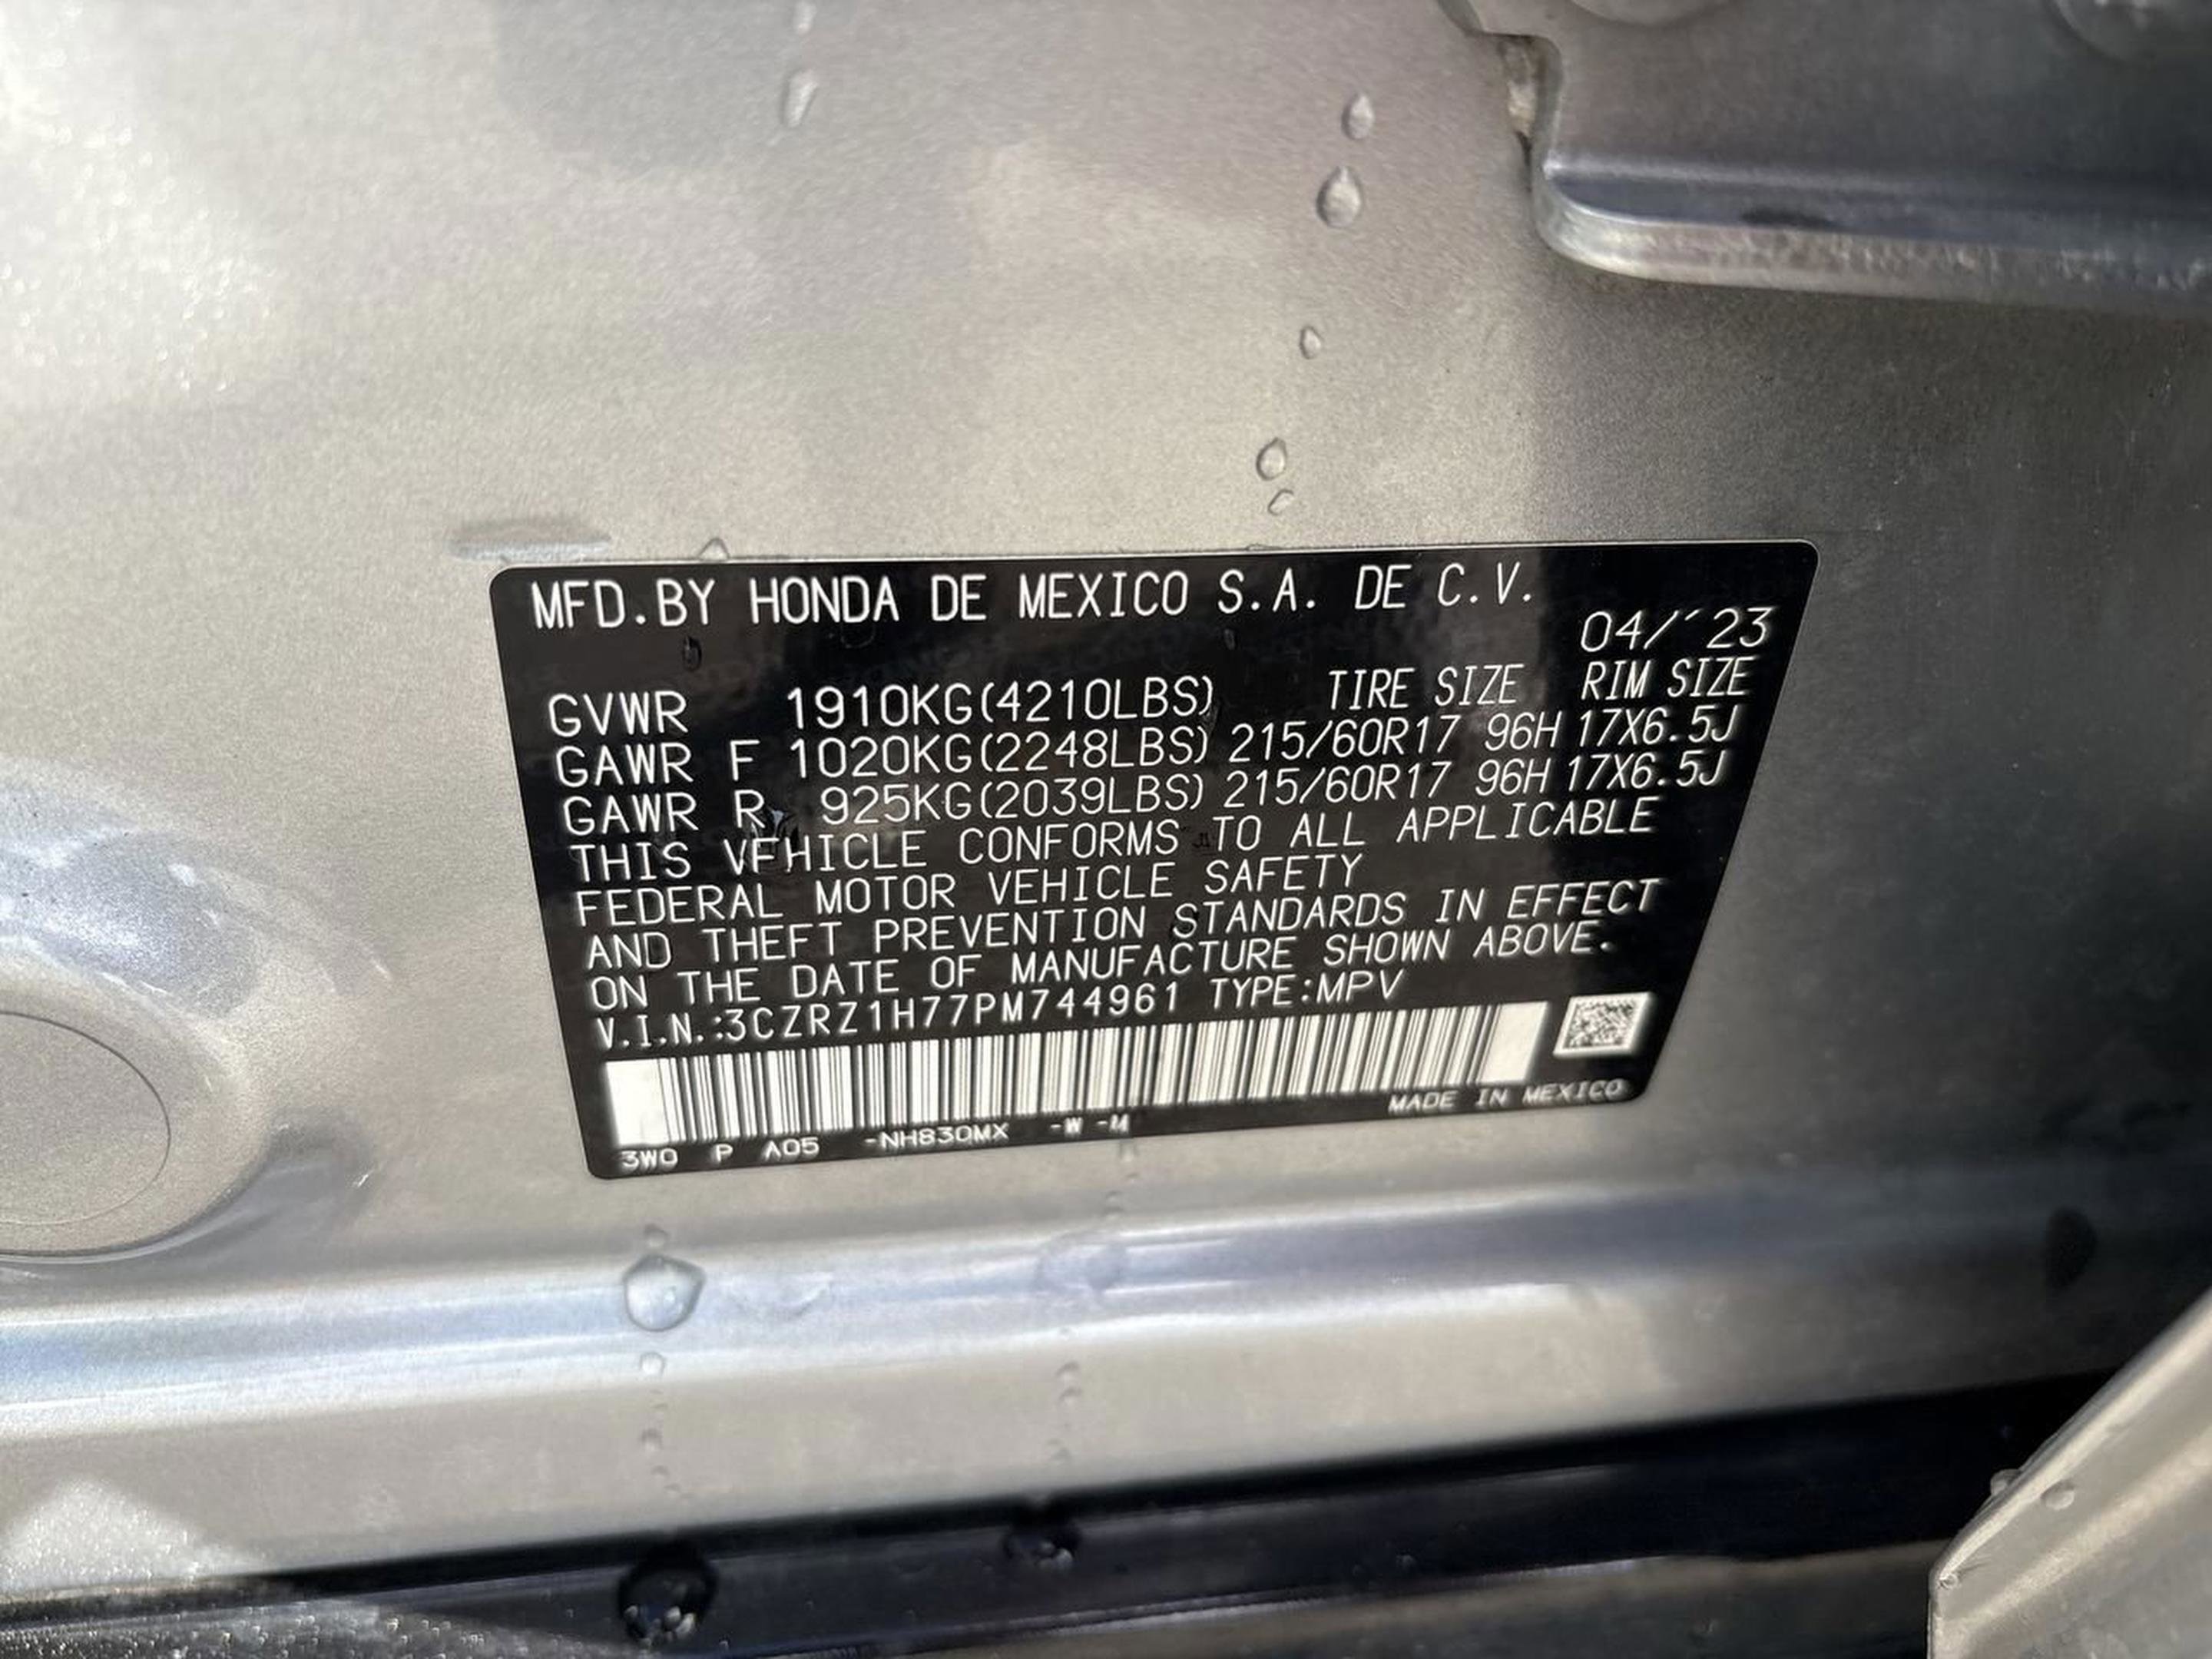 MFD.BY HONDA DE MEXICO S.A. DE C.V.
04/´23
GVWR 1910KG(4210LBS) TIRE SIZE RIM SIZE
GAWR F 1020KG(2248LBS) 215/60R17 96H 17X6.5J
GAWR R 925KG(2039LBS) 215/60R17 96H 17X6.5J
THIS VEHICLE CONFORMS TO ALL APPLICABLE
FEDERAL MOTOR VEHICLE SAFETY
AND THEFT PREVENTION STANDARDS IN EFFECT
ON THE DATE OF MANUFACTURE SHOWN ABOVE.
V.I.N.:3CZRZ1H77PM744961 TYPE:MPV
MADE IN MEXICO
3W0 P A05 -NH830MX -W -M